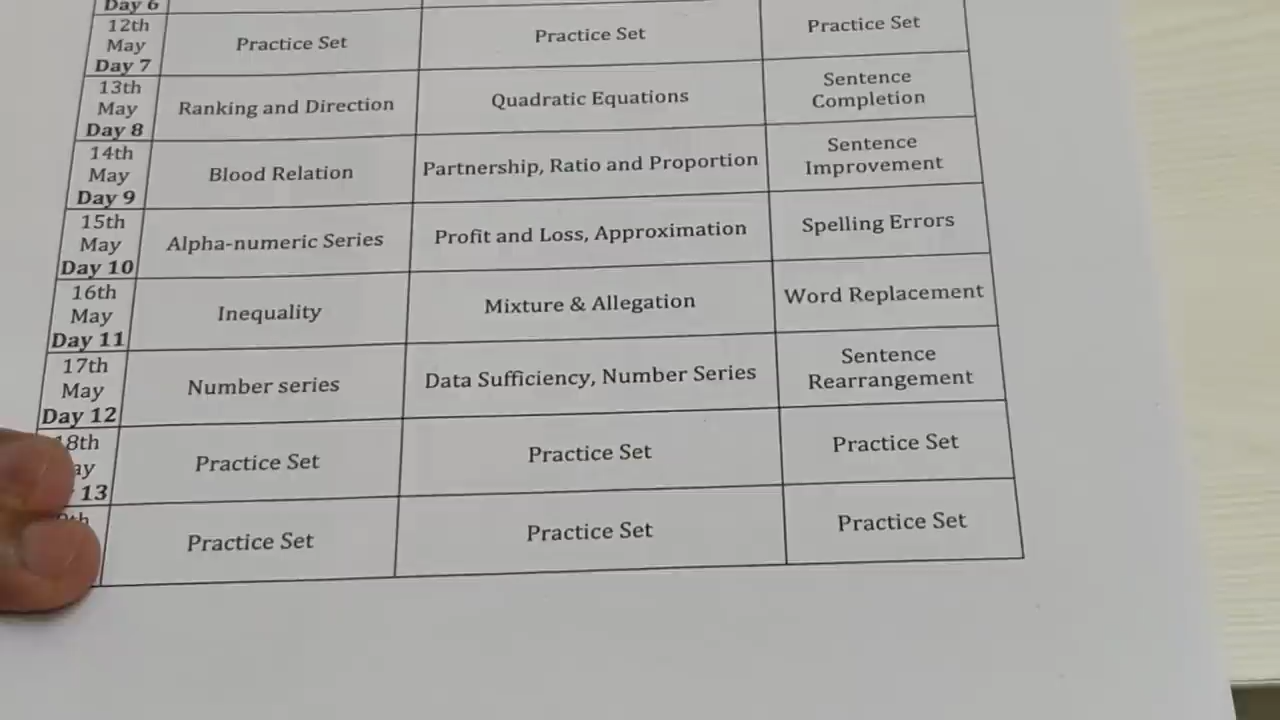 Day 6
12th
May
Day 7
Practice Set
Practice Set
Practice Set
13th
May
Day 8
Ranking and Direction
Quadratic Equations
Sentence
Completion
14th
May
Day 9
Blood Relation
Partnership, Ratio and Proportion
Sentence
Improvement
15th
May
Day 10
Alpha-numeric Series
Profit and Loss, Approximation
Spelling Errors
16th
May
Day 11
Inequality
Mixture & Allegation
Word Replacement
17th
May
Day 12
Number series
Data Sufficiency, Number Series
Sentence
Rearrangement
18th
ay
13
Practice Set
Practice Set
Practice Set
Practice Set
Practice Set
Practice Set